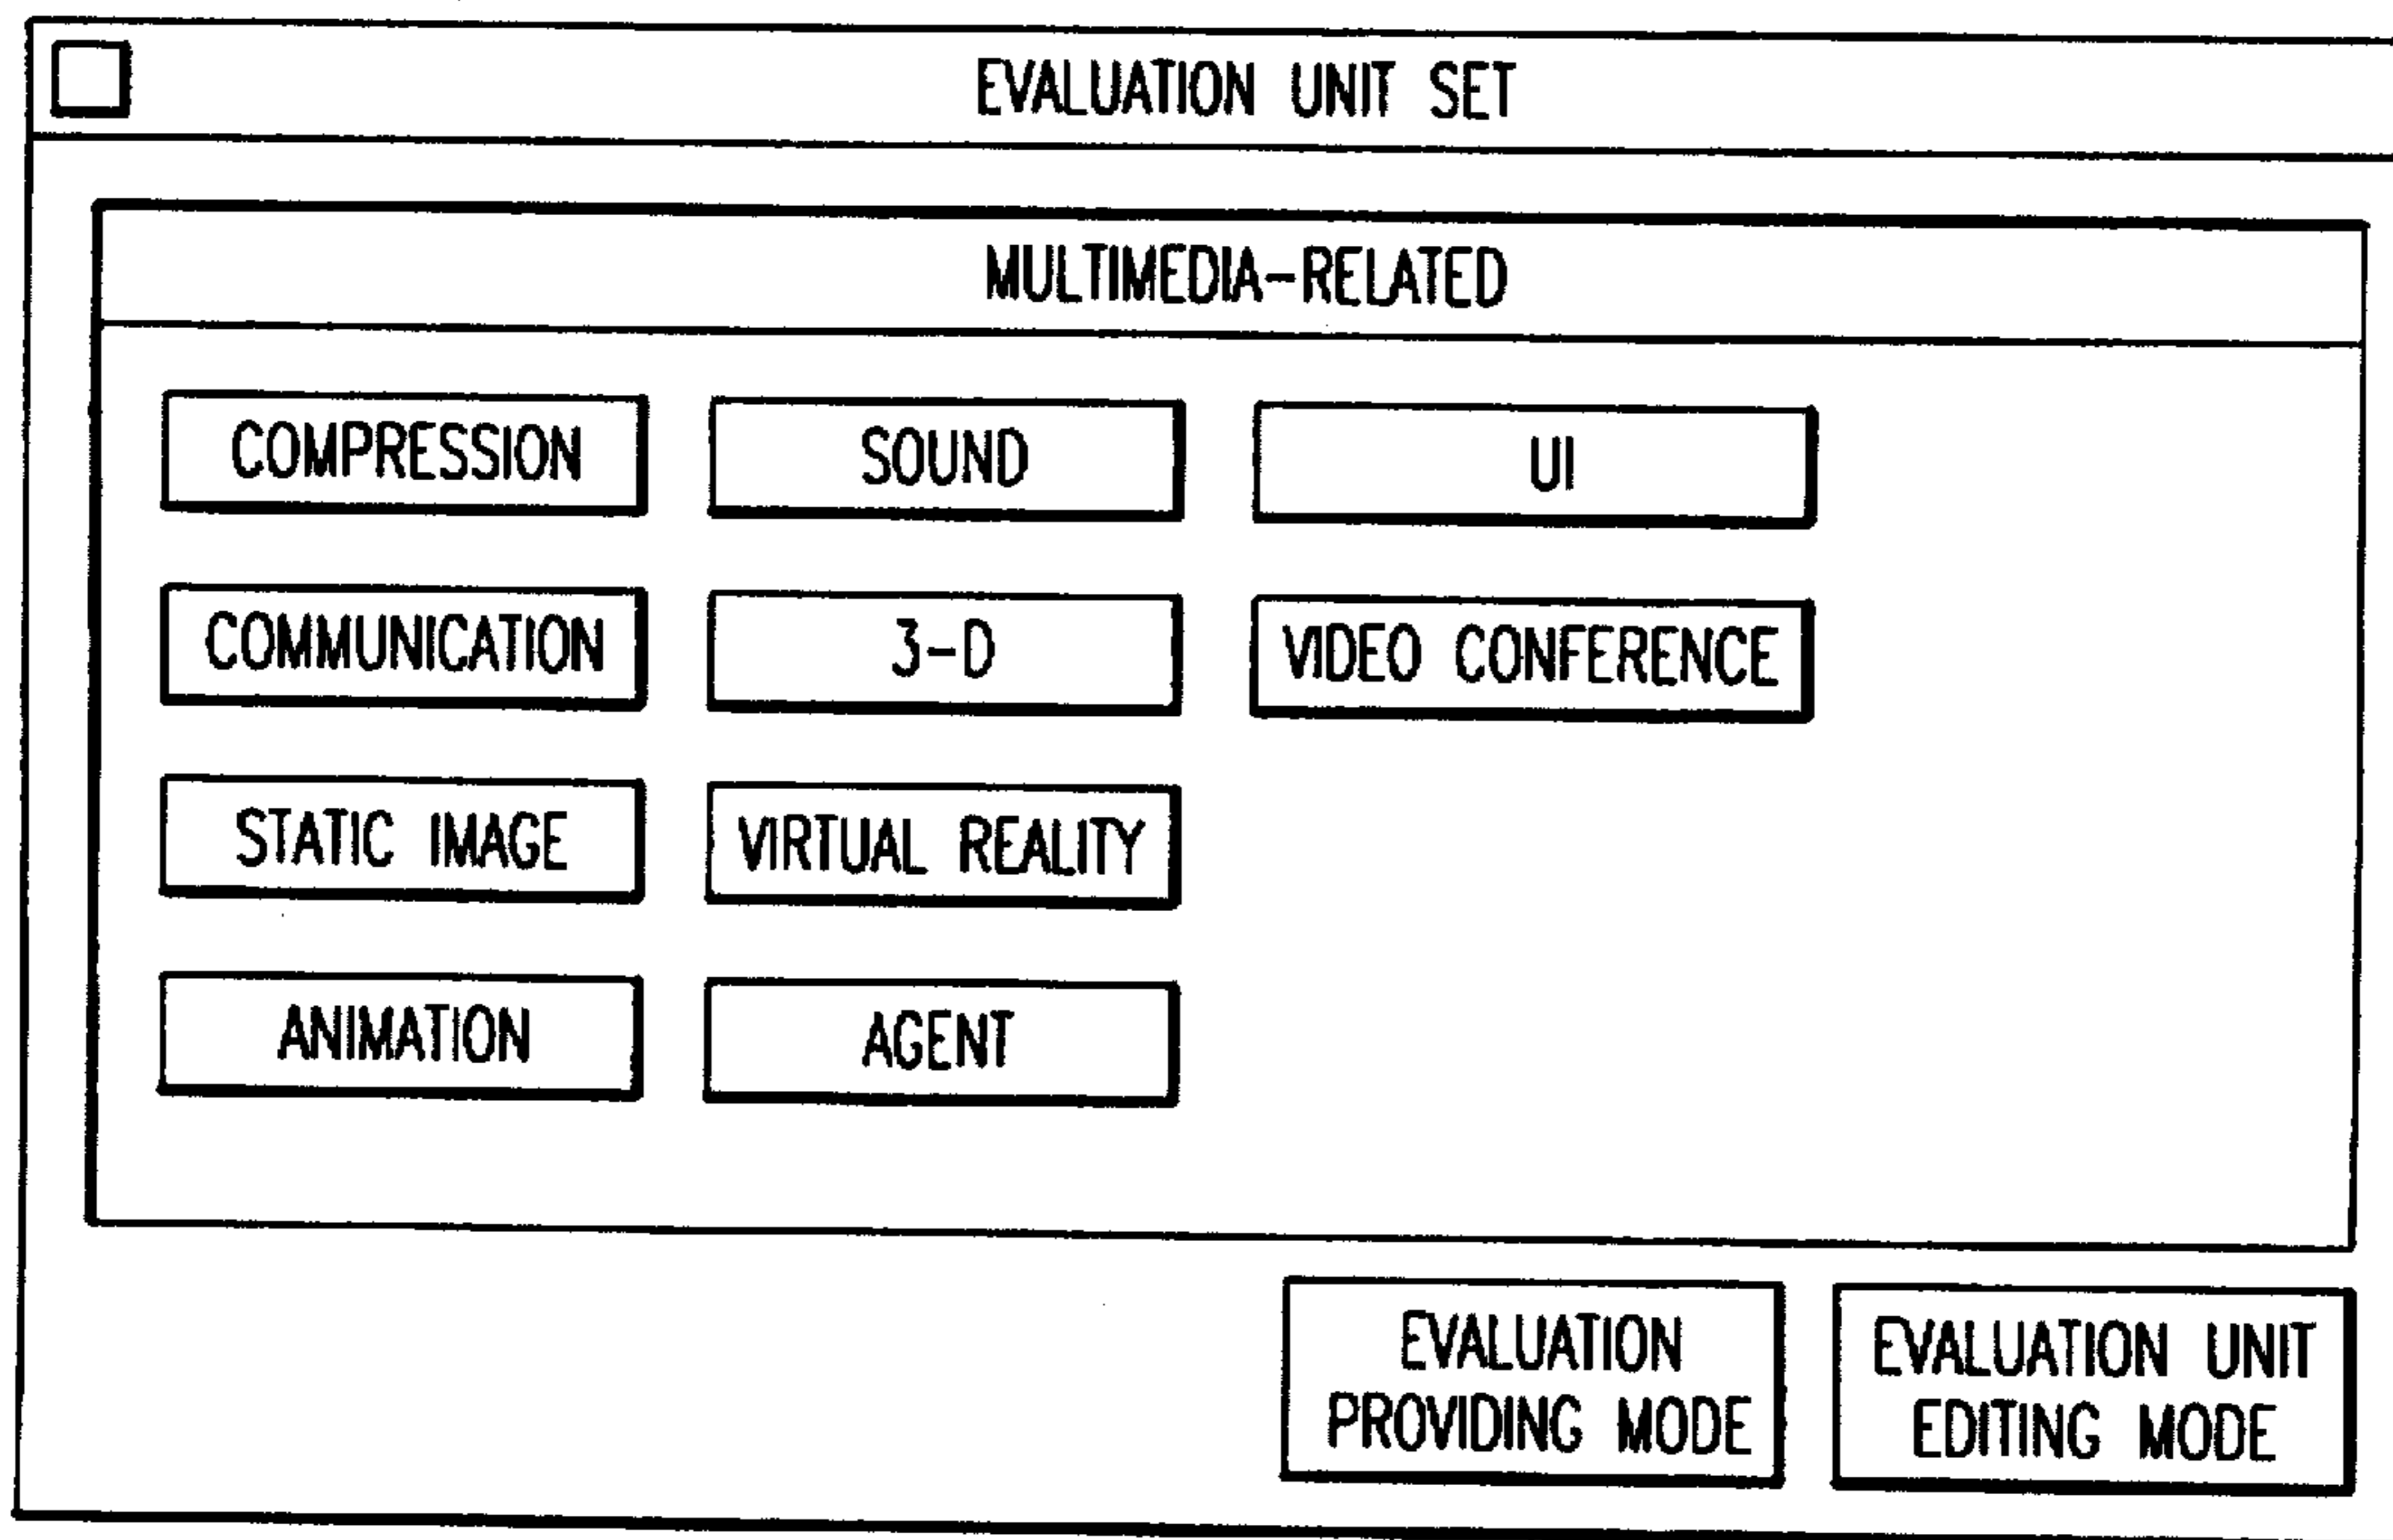 EVALUATION UNIT SET
MULTIMEDIA-RELATED
COMPRESSION
SOUND
UI
COMMUNICATION
3-D
VIDEO CONFERENCE
STATIC IMAGE
VIRTUAL REALITY
ANIMATION
AGENT
EVALUATION
PROVIDING MODE
EVALUATION UNIT
EDITING MODE